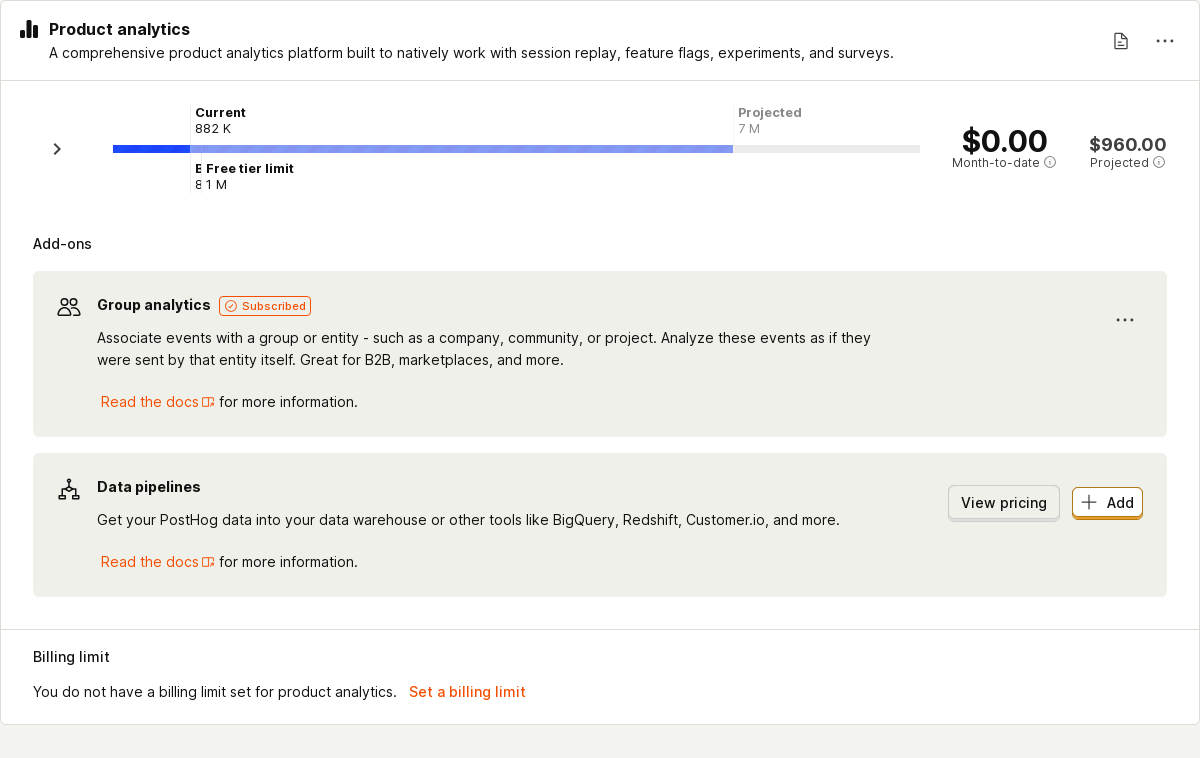 Product analytics
A comprehensive product analytics platform built to natively work with session replay, feature flags, experiments, and surveys.
Current
882 K
Projected
7 M
Free tier limit
1 M
$0.00
Month-to-date
$960.00
Projected
Add-ons
Group analytics
Subscribed
Associate events with a group or entity - such as a company, community, or project. Analyze these events as if they
were sent by that entity itself. Great for B2B, marketplaces, and more.
Read the docs for more information.
Data pipelines
View pricing
Add
Get your PostHog data into your data warehouse or other tools like BigQuery, Redshift, Customer.io, and more.
Read the docs for more information.
Billing limit
You do not have a billing limit set for product analytics. Set a billing limit